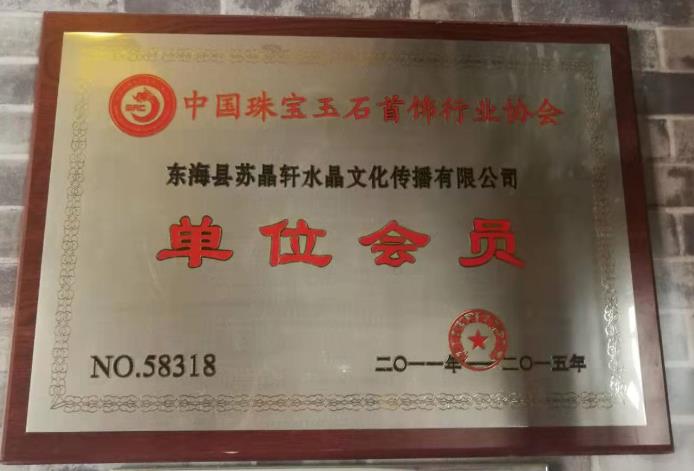 中国珠宝玉石首饰行业协会
东海县苏晶轩水晶文化传播有限公司
单位会员
NO.58318
二〇一一年一二〇一五年